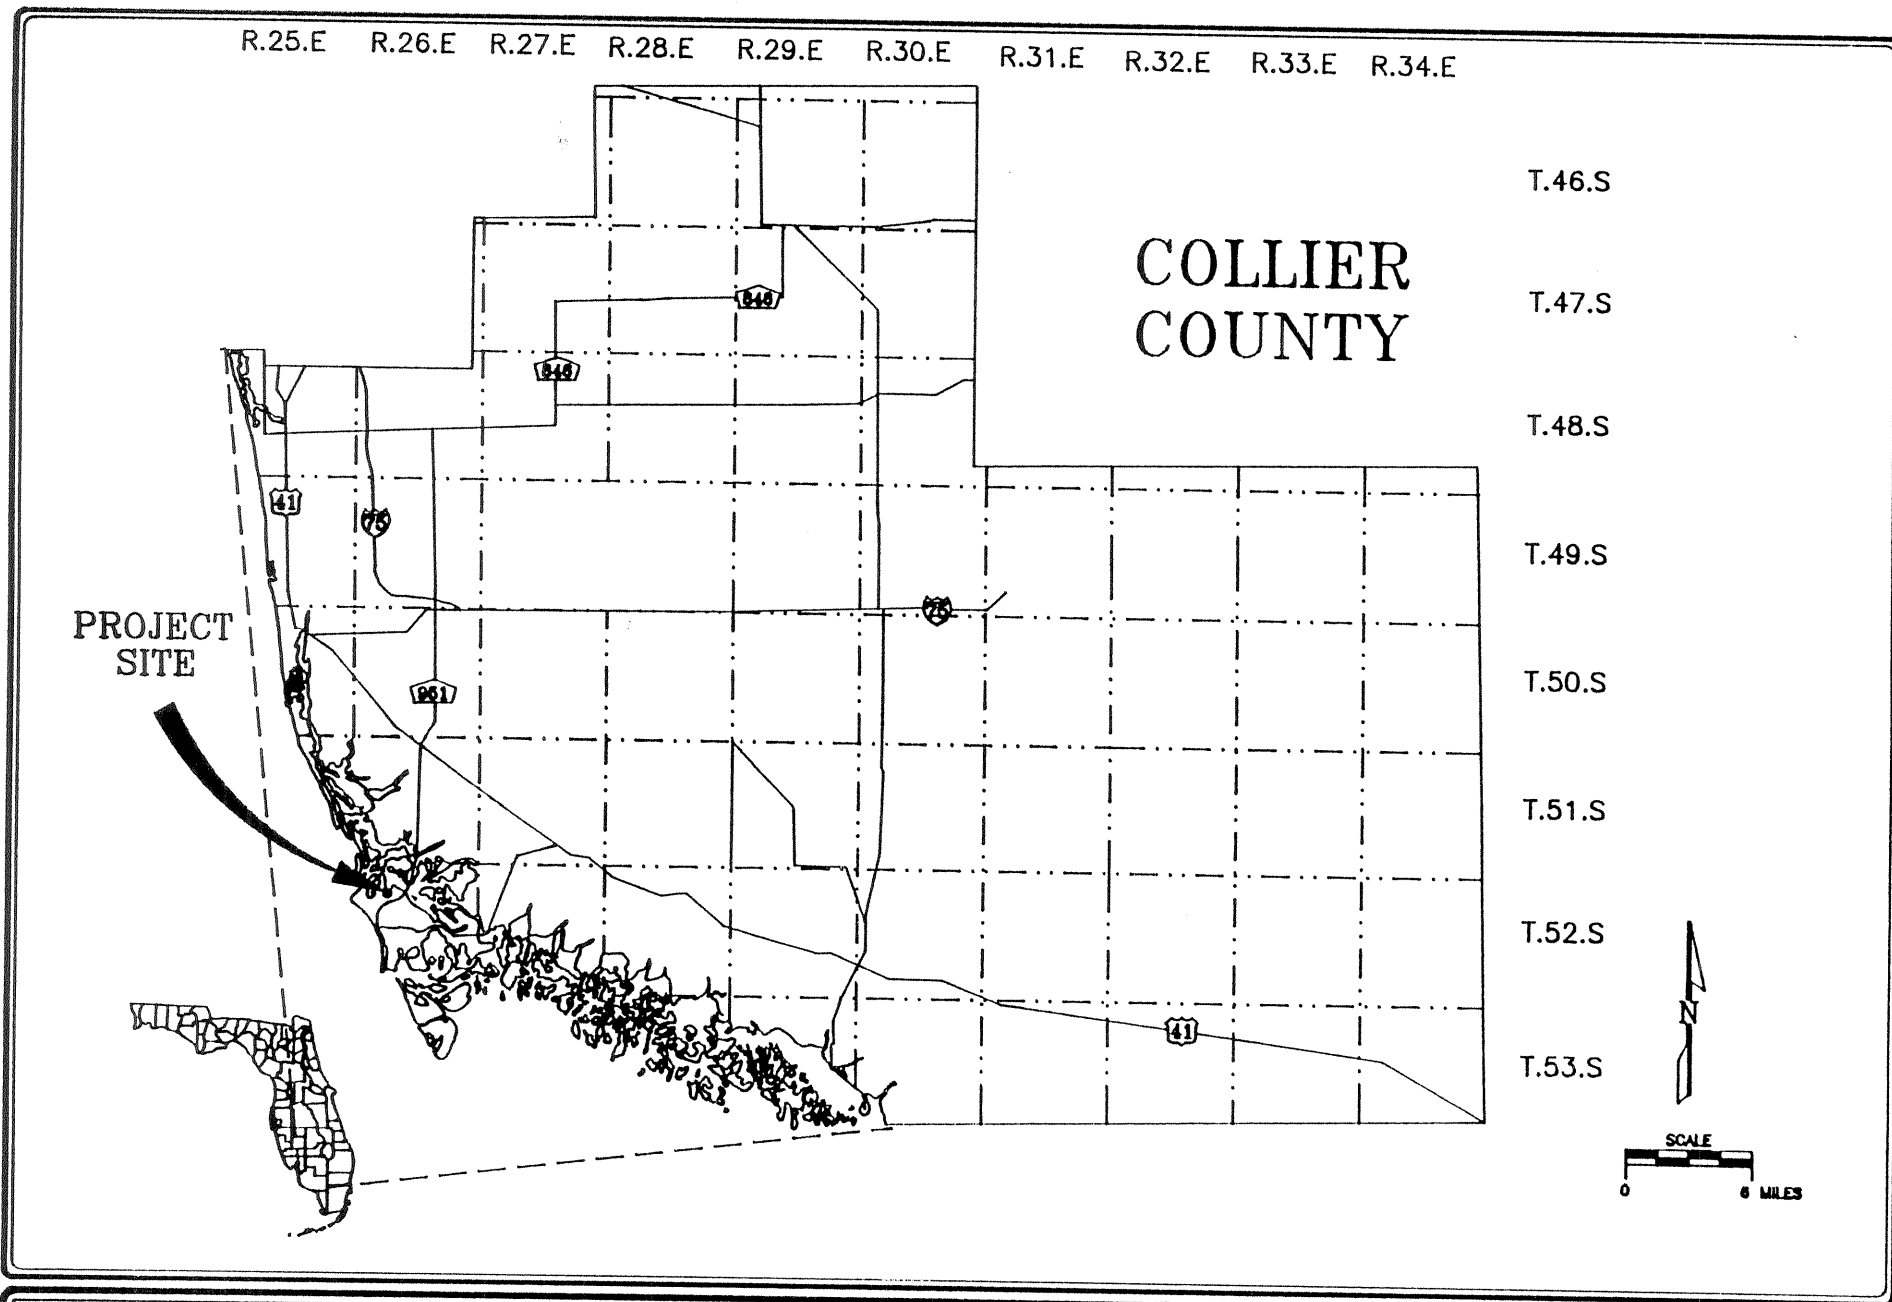 R.25.E R.26.E R.27.E R.28.E R.29.E R.30.E R.31.E R.32.E R.33.E R.34.E
T.46.S
COLLIER
COUNTY
T.47.S
846
846
T.48.S
41
75
T.49.S
75
PROJECT
SITE
T.50.S
951
T.51.S
T.52.S
N
41
T.53.S
SCALE
0 6 MILES